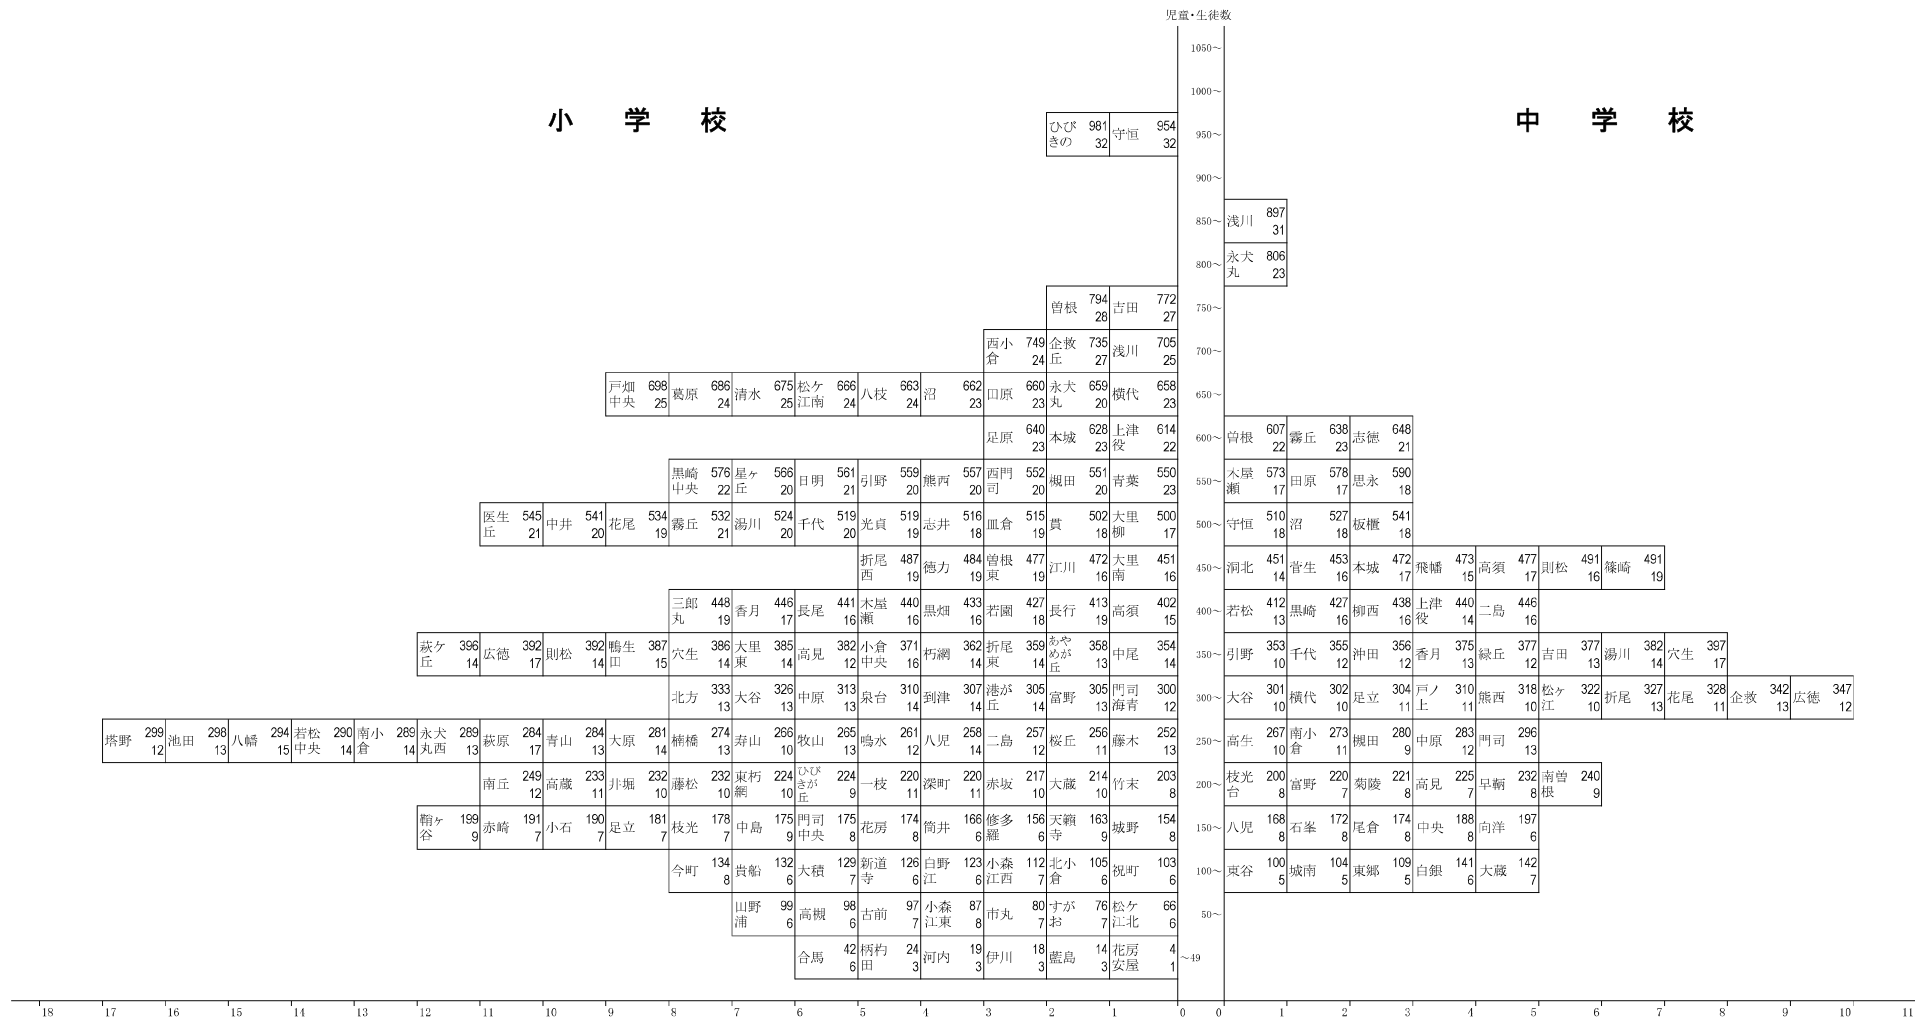 児童・生徒数
小学校
中学校
1050～
1000～
ひび 981 守恒 954
きの 32 32
950～
900～
850～
浅川 897
31
800～
永犬 806
丸 23
曽根 794 吉田 772
28 27
750～
西小 749 企救 735 浅川 705
倉 24 丘 27 25
700～
戸畑 698 葛原 686 清水 675 松ケ 666 八枝 663 沼 662 田原 660 永犬 659 横代 658
中央 25 24 25 江南 24 24 23 23 丸 20 23
650～
足原 640 本城 628 上津 614
23 23 役 22
600～
曽根 607 霧丘 638 志徳 648
22 23 21
黒崎 576 星ヶ 566 日明 561 引野 559 熊西 557 西門 552 槻田 551 青葉 550
中央 22 丘 20 21 20 20 司 20 20 23
550～
木屋 573 田原 578 思永 590
瀬 17 17 18
医生 545 中井 541 花尾 534 霧丘 532 湯川 524 千代 519 光貞 519 志井 516 皿倉 515 貫 502 大里 500
丘 21 20 19 21 20 20 19 18 19 18 柳 17
500～
守恒 510 沼 527 板櫃 541
18 18 18
折尾 487 徳力 484 曽根 477 江川 472 大里 451
西 19 19 東 19 16 南 16
450～
洞北 451 菅生 453 本城 472 飛幡 473 高須 477 則松 491 篠崎 491
14 16 17 15 17 16 19
三郎 448 香月 446 長尾 441 木屋 440 黒畑 433 若園 427 長行 413 高須 402
丸 19 17 16 瀬 16 16 18 19 15
400～
若松 412 黒崎 427 柳西 438 上津 440 二島 446
13 16 16 役 14 16
萩ケ 396 広徳 392 則松 392 鴨生 387 穴生 386 大里 385 高見 382 小倉 371 朽網 362 折尾 359 あや 358 中尾 354
丘 14 17 14 田 15 14 東 14 12 中央 16 14 東 14 めが 13 14
丘
350～
引野 353 千代 355 沖田 356 香月 375 緑丘 377 吉田 377 湯川 382 穴生 397
10 12 12 13 12 13 14 17
北方 333 大谷 326 中原 313 泉台 310 到津 307 港が 305 富野 305 門司 300
13 13 13 14 14 丘 14 13 海青 12
300～
大谷 301 横代 302 足立 304 戸ノ 310 熊西 318 松ヶ 322 折尾 327 花尾 328 企救 342 広徳 347
10 10 11 上 11 10 江 10 13 11 13 12
塔野 299 池田 298 八幡 294 若松 290 南小 289 永犬 289 萩原 284 青山 284 大原 281 楠橋 274 寿山 266 牧山 265 鳴水 261 八児 258 二島 257 桜丘 256 藤木 252
12 13 15 中央 14 倉 14 丸西 13 17 13 14 13 10 13 12 14 12 11 13
250～
高生 267 南小 273 槻田 280 中原 283 門司 296
10 倉 11 9 12 13
南丘 249 高蔵 233 井堀 232 藤松 232 東朽 224 ひび 224 一枝 220 深町 220 赤坂 217 大蔵 214 竹末 203
12 11 10 10 網 10 きが 9 11 11 10 10 8
丘
200～
枝光 200 富野 220 菊陵 221 高見 225 早鞆 232 南曽 240
台 8 7 8 7 8 根 9
鞘ヶ 199 赤崎 191 小石 190 足立 181 枝光 178 中島 175 門司 175 花房 174 筒井 166 修多 156 天籟 163 城野 154
谷 9 7 7 7 7 9 中央 8 8 6 羅 6 寺 9 8
150～
八児 168 石峯 172 尾倉 174 中央 188 向洋 197
8 8 8 8 6
今町 134 貴船 132 大積 129 新道 126 白野 123 小森 112 北小 105 祝町 103
8 6 7 寺 6 江 6 江西 7 倉 6 6
100～
東谷 100 城南 104 東郷 109 白銀 141 大蔵 142
5 5 5 6 7
田野 99 高槻 98 古前 97 小森 87 市丸 80 すが 76 松ケ 66
浦 6 6 7 江東 8 7 お 7 江北 6
50～
合馬 42 柄杓 24 河内 19 伊川 18 藍島 14 花房 4
6 田 3 3 3 3 安屋 1
～49
18 17 16 15 14 13 12 11 10 9 8 7 6 5 4 3 2 1 0 0 1 2 3 4 5 6 7 8 9 10 11